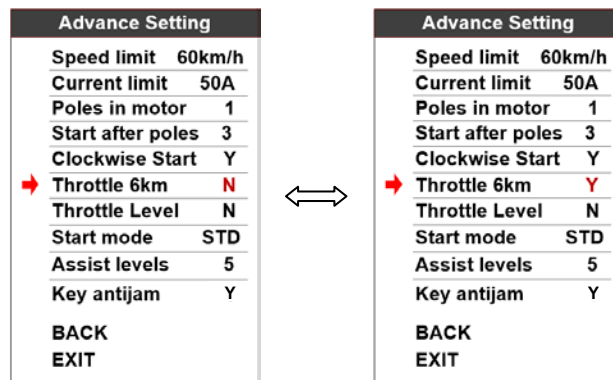 Advance Setting
Speed limit 60km/h
Current limit 50A
Poles in motor 1
Start after poles 3
Clockwise Start Y
Throttle 6km N
Throttle Level N
Start mode STD
Assist levels 5
Key antijam Y
BACK
EXIT
Advance Setting
Speed limit 60km/h
Current limit 50A
Poles in motor 1
Start after poles 3
Clockwise Start Y
Throttle 6km Y
Throttle Level N
Start mode STD
Assist levels 5
Key antijam Y
BACK
EXIT